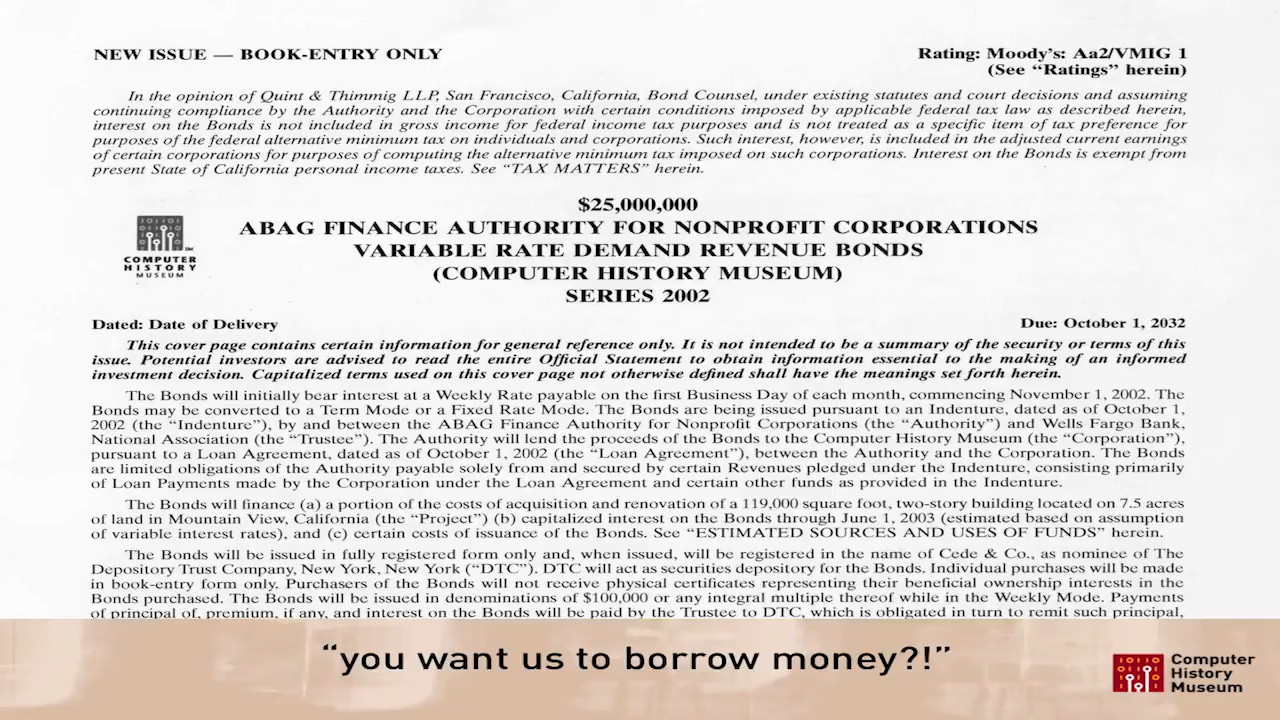 NEW ISSUE — BOOK-ENTRY ONLY
Rating: Moody's: Aa2/VMIG 1
(See “Ratings” herein)
In the opinion of Quint & Thimmig LLP, San Francisco, California, Bond Counsel, under existing statutes and court decisions and assuming
continuing compliance by the Authority and the Corporation with certain conditions imposed by applicable federal tax law as described herein,
interest on the Bonds is not included in gross income for federal income tax purposes and is not treated as a specific item of tax preference for
purposes of the federal alternative minimum tax on individuals and corporations. Such interest, however, is included in the adjusted current earnings
of certain corporations for purposes of computing the alternative minimum tax imposed on such corporations. Interest on the Bonds is exempt from
present State of California personal income taxes. See “TAX MATTERS” herein.
COMPUTER
HISTORY
MUSEUM
$25,000,000
ABAG FINANCE AUTHORITY FOR NONPROFIT CORPORATIONS
VARIABLE RATE DEMAND REVENUE BONDS
(COMPUTER HISTORY MUSEUM)
SERIES 2002
Dated: Date of Delivery
Due: October 1, 2032
This cover page contains certain information for general reference only. It is not intended to be a summary of the security or terms of this
issue. Potential investors are advised to read the entire Official Statement to obtain information essential to the making of an informed
investment decision. Capitalized terms used on this cover page not otherwise defined shall have the meanings set forth herein.
The Bonds will initially bear interest at a Weekly Rate payable on the first Business Day of each month, commencing November 1, 2002. The
Bonds may be converted to a Term Mode or a Fixed Rate Mode. The Bonds are being issued pursuant to an Indenture, dated as of October 1,
2002 (the “Indenture”), by and between the ABAG Finance Authority for Nonprofit Corporations (the “Authority”) and Wells Fargo Bank,
National Association (the “Trustee”). The Authority will lend the proceeds of the Bonds to the Computer History Museum (the “Corporation”),
pursuant to a Loan Agreement, dated as of October 1, 2002 (the “Loan Agreement”), between the Authority and the Corporation. The Bonds
are limited obligations of the Authority payable solely from and secured by certain Revenues pledged under the Indenture, consisting primarily
of Loan Payments made by the Corporation under the Loan Agreement and certain other funds as provided in the Indenture.
The Bonds will finance (a) a portion of the costs of acquisition and renovation of a 119,000 square foot, two-story building located on 7.5 acres
of land in Mountain View, California (the “Project”) (b) capitalized interest on the Bonds through June 1, 2003 (estimated based on assumption
of variable interest rates), and (c) certain costs of issuance of the Bonds. See “ESTIMATED SOURCES AND USES OF FUNDS” herein.
The Bonds will be issued in fully registered form only and, when issued, will be registered in the name of Cede & Co., as nominee of The
Depository Trust Company, New York, New York (“DTC”). DTC will act as securities depository for the Bonds. Individual purchases will be made
in book-entry form only. Purchasers of the Bonds will not receive physical certificates representing their beneficial ownership interests in the
Bonds purchased. The Bonds will be issued in denominations of $100,000 or any integral multiple thereof while in the Weekly Mode. Payments
of principal of, premium, if any, and interest on the Bonds will be paid by the Trustee to DTC, which is obligated in turn to remit such principal,
“you want us to borrow money?!”
Computer
History
Museum